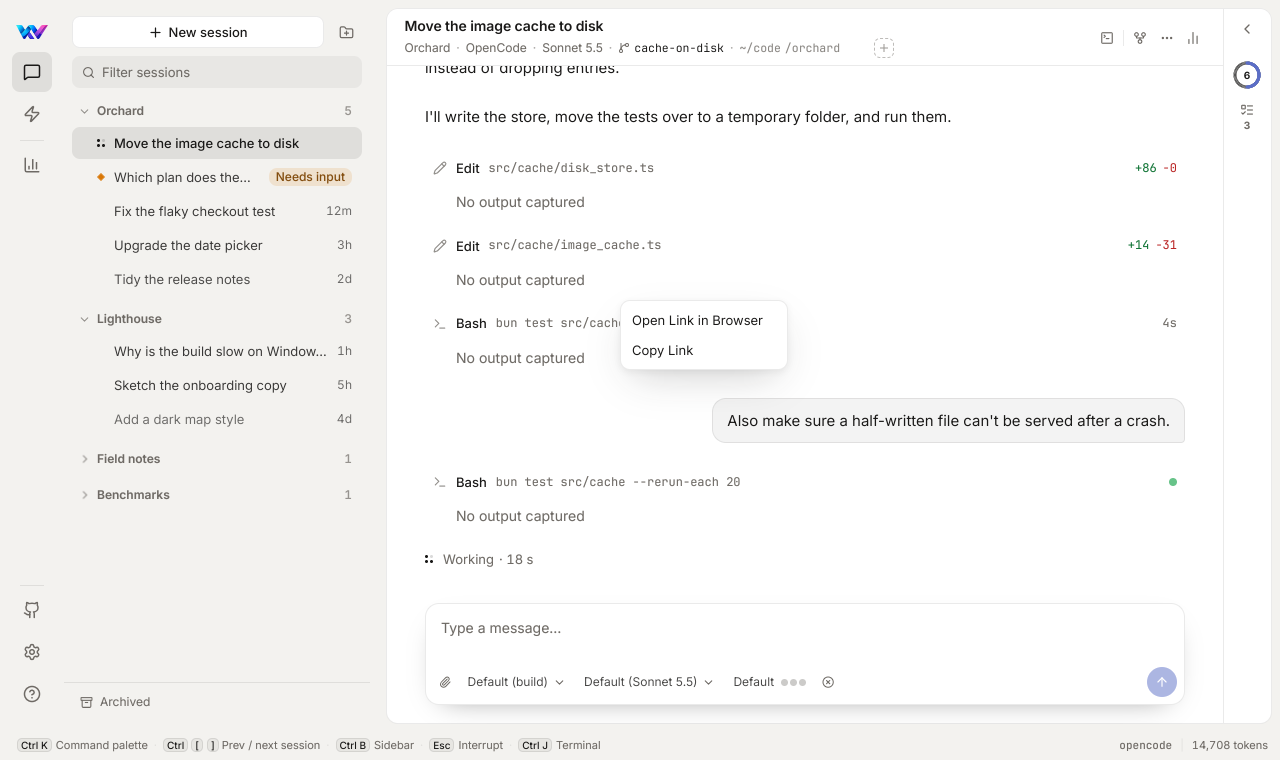 New session
Filter sessions
Orchard 5
Move the image cache to disk
Which plan does the... Needs input
Fix the flaky checkout test 12m
Upgrade the date picker 3h
Tidy the release notes 2d
Lighthouse 3
Why is the build slow on Window... 1h
Sketch the onboarding copy 5h
Add a dark map style 4d
Field notes 1
Benchmarks 1
Archived
Move the image cache to disk
Orchard · OpenCode · Sonnet 5.5 · cache-on-disk · ~/code/orchard
instead of dropping entries.
I'll write the store, move the tests over to a temporary folder, and run them.
Edit src/cache/disk_store.ts +86 -0
No output captured
Edit src/cache/image_cache.ts +14 -31
No output captured
Bash bun test src/cache 4s
No output captured
Open Link in Browser
Copy Link
Also make sure a half-written file can't be served after a crash.
Bash bun test src/cache --rerun-each 20
No output captured
Working · 18 s
Type a message...
Default (build) Default (Sonnet 5.5) Default
6
3
Ctrl K Command palette Ctrl [ ] Prev / next session Ctrl B Sidebar Esc Interrupt Ctrl J Terminal
opencode 14,708 tokens